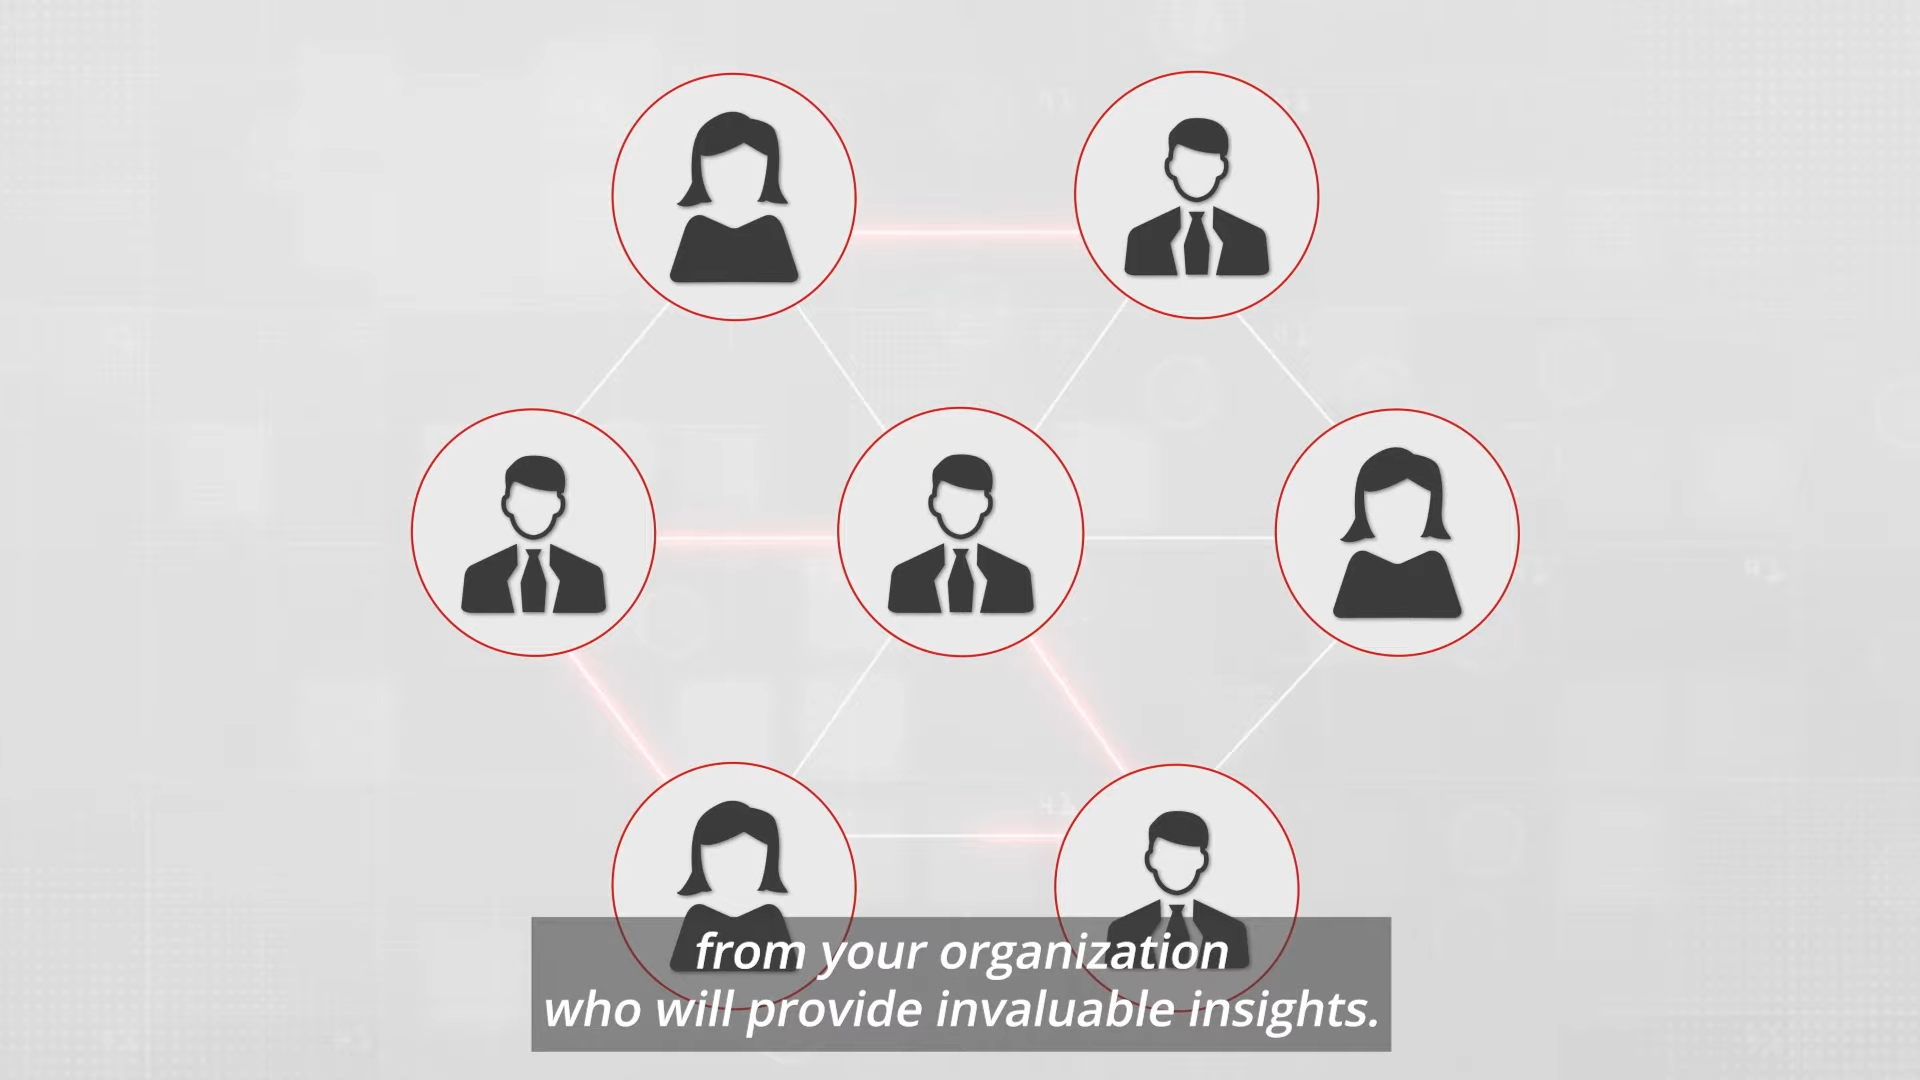 from your organization
who will provide invaluable insights.